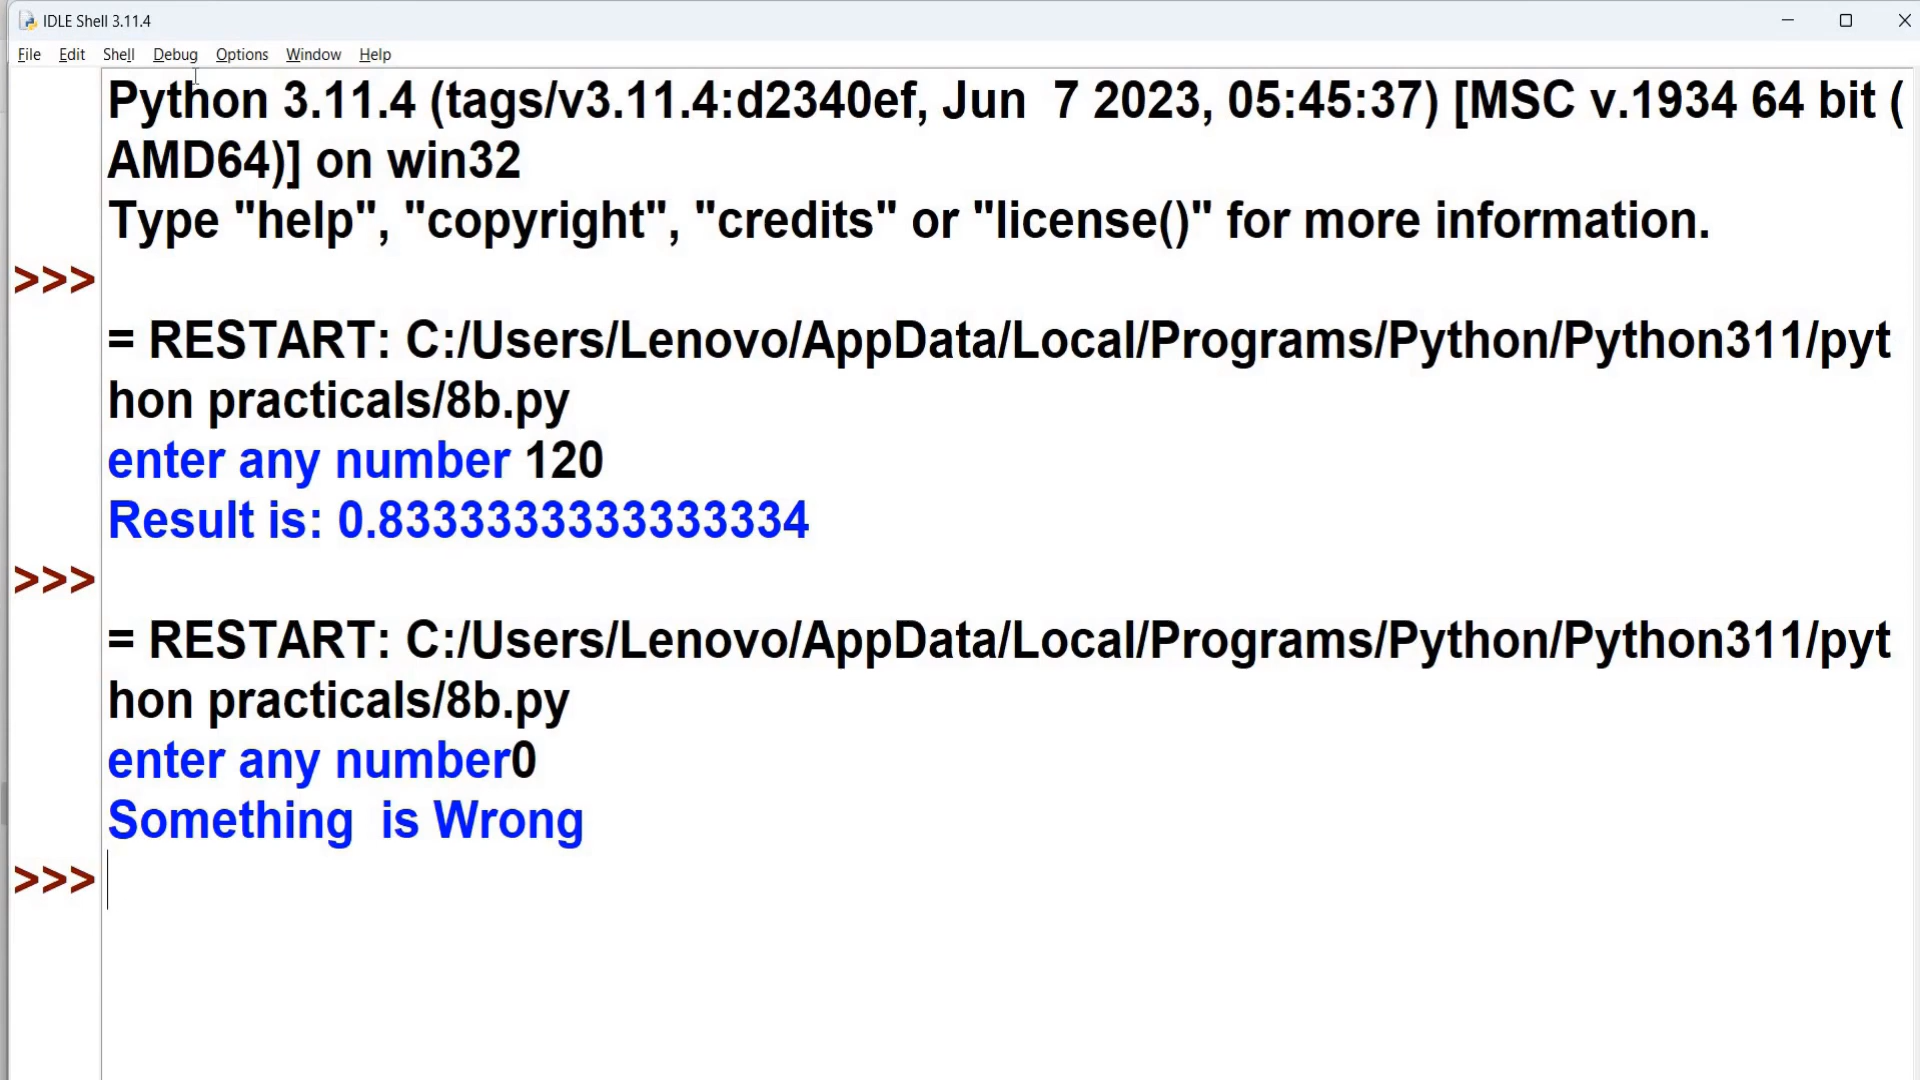 IDLE Shell 3.11.4
File Edit Shell Debug Options Window Help
Python 3.11.4 (tags/v3.11.4:d2340ef, Jun  7 2023, 05:45:37) [MSC v.1934 64 bit (
AMD64)] on win32
Type "help", "copyright", "credits" or "license()" for more information.
>>>
= RESTART: C:/Users/Lenovo/AppData/Local/Programs/Python/Python311/pyt
hon practicals/8b.py
enter any number 120
Result is: 0.8333333333333334
>>>
= RESTART: C:/Users/Lenovo/AppData/Local/Programs/Python/Python311/pyt
hon practicals/8b.py
enter any number0
Something  is Wrong
>>>